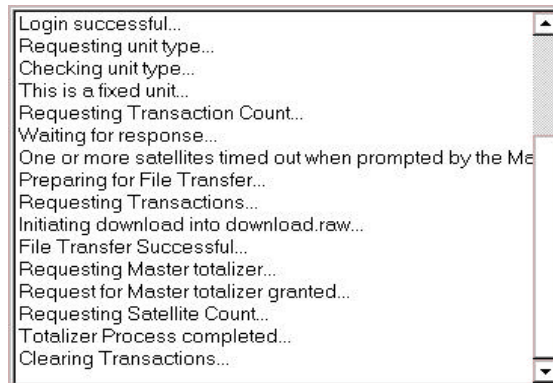 Login successful...
Requesting unit type...
Checking unit type...
This is a fixed unit...
Requesting Transaction Count...
Waiting for response...
One or more satellites timed out when prompted by the Ma
Preparing for File Transfer...
Requesting Transactions...
Initiating download into download.raw...
File Transfer Successful...
Requesting Master totalizer...
Request for Master totalizer granted...
Requesting Satellite Count...
Totalizer Process completed...
Clearing Transactions...